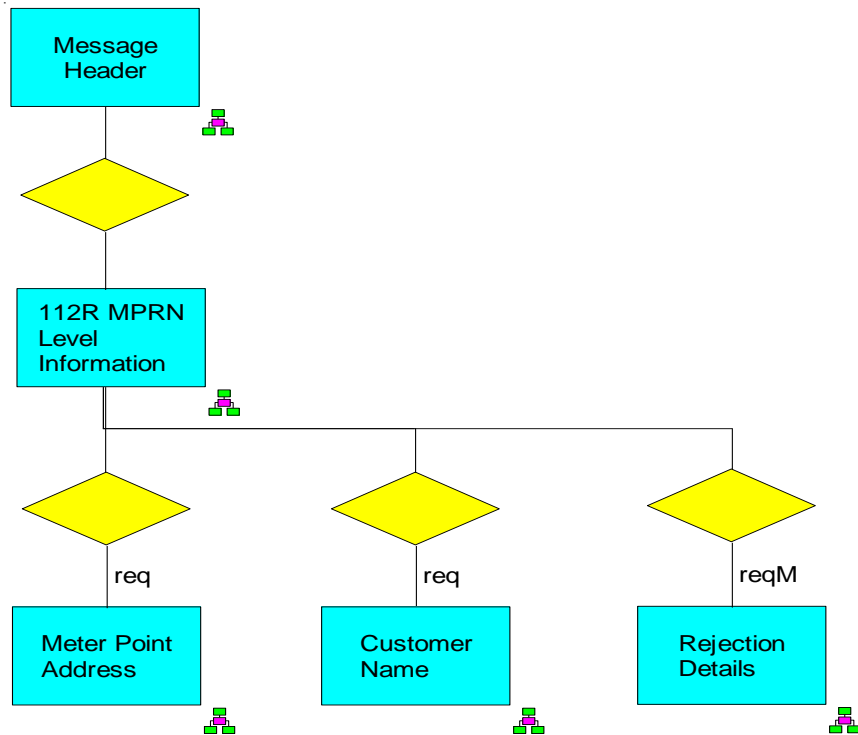 Message
Header
112R MPRN
Level
Information
req
req
reqM
Meter Point
Address
Customer
Name
Rejection
Details